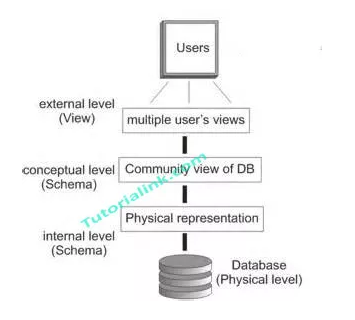 Users
external level
(View)
multiple user's views
conceptual level
(Schema)
Community view of DB
Tutorialink.com
Physical representation
internal level
(Schema)
Database
(Physical level)